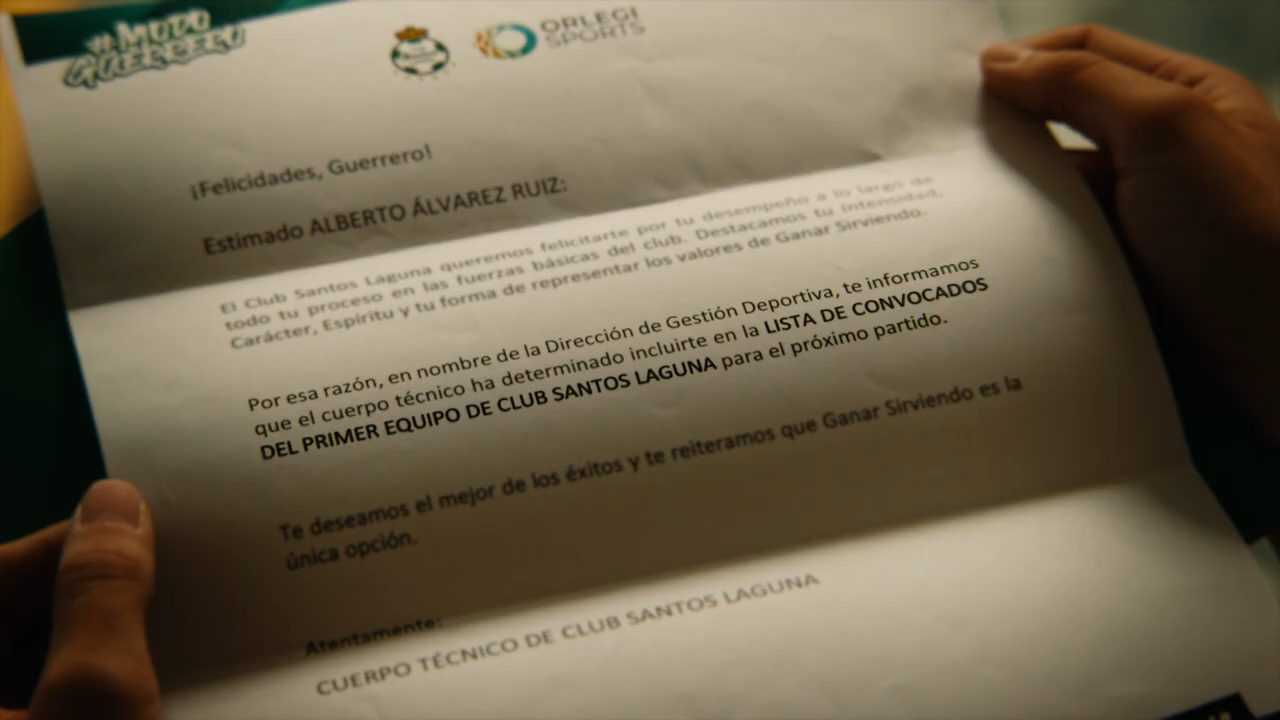 #MODO
GUERRERO
ORLEGI
SPORTS
¡Felicidades, Guerrero!
Estimado ALBERTO ÁLVAREZ RUIZ:
El Club Santos Laguna queremos felicitarte por tu desempeño a lo largo de
todo tu proceso en las fuerzas básicas del club. Destacamos tu Intensidad,
Carácter, Espíritu y tu forma de representar los valores de Ganar Sirviendo.
Por esa razón, en nombre de la Dirección de Gestión Deportiva, te informamos
que el cuerpo técnico ha determinado incluirte en la LISTA DE CONVOCADOS
DEL PRIMER EQUIPO DE CLUB SANTOS LAGUNA para el próximo partido.
Te deseamos el mejor de los éxitos y te reiteramos que Ganar Sirviendo es la
única opción.
Atentamente:
CUERPO TÉCNICO DE CLUB SANTOS LAGUNA